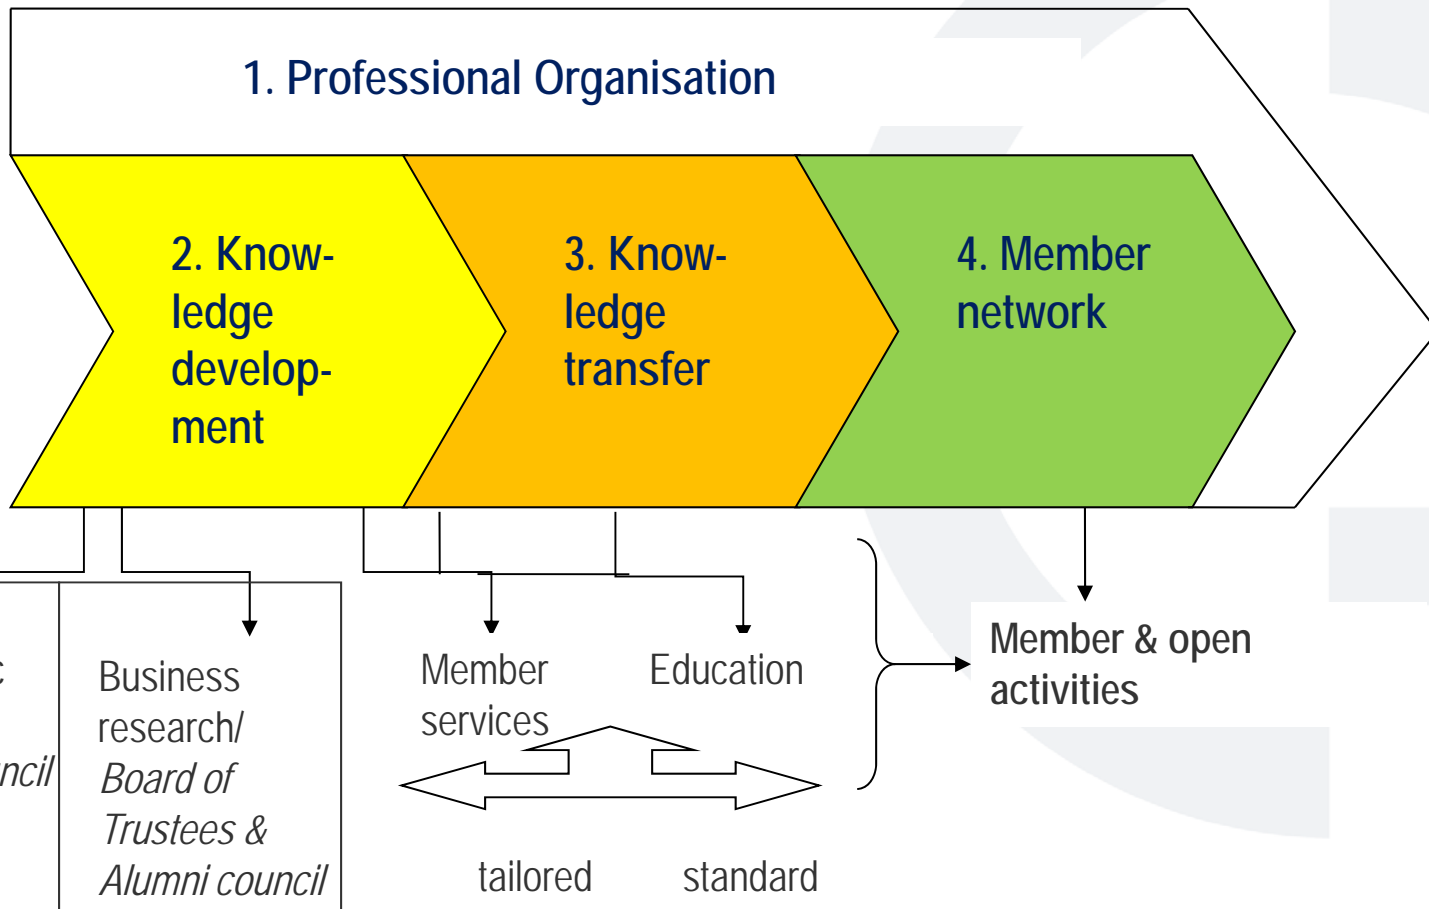 1. Professional Organisation
2. Know-
ledge
develop-
ment
3. Know-
ledge
transfer
4. Member
network
Business
research/
Board of
Trustees &
Alumni council
Member
services
Education
tailored
standard
Member & open
activities